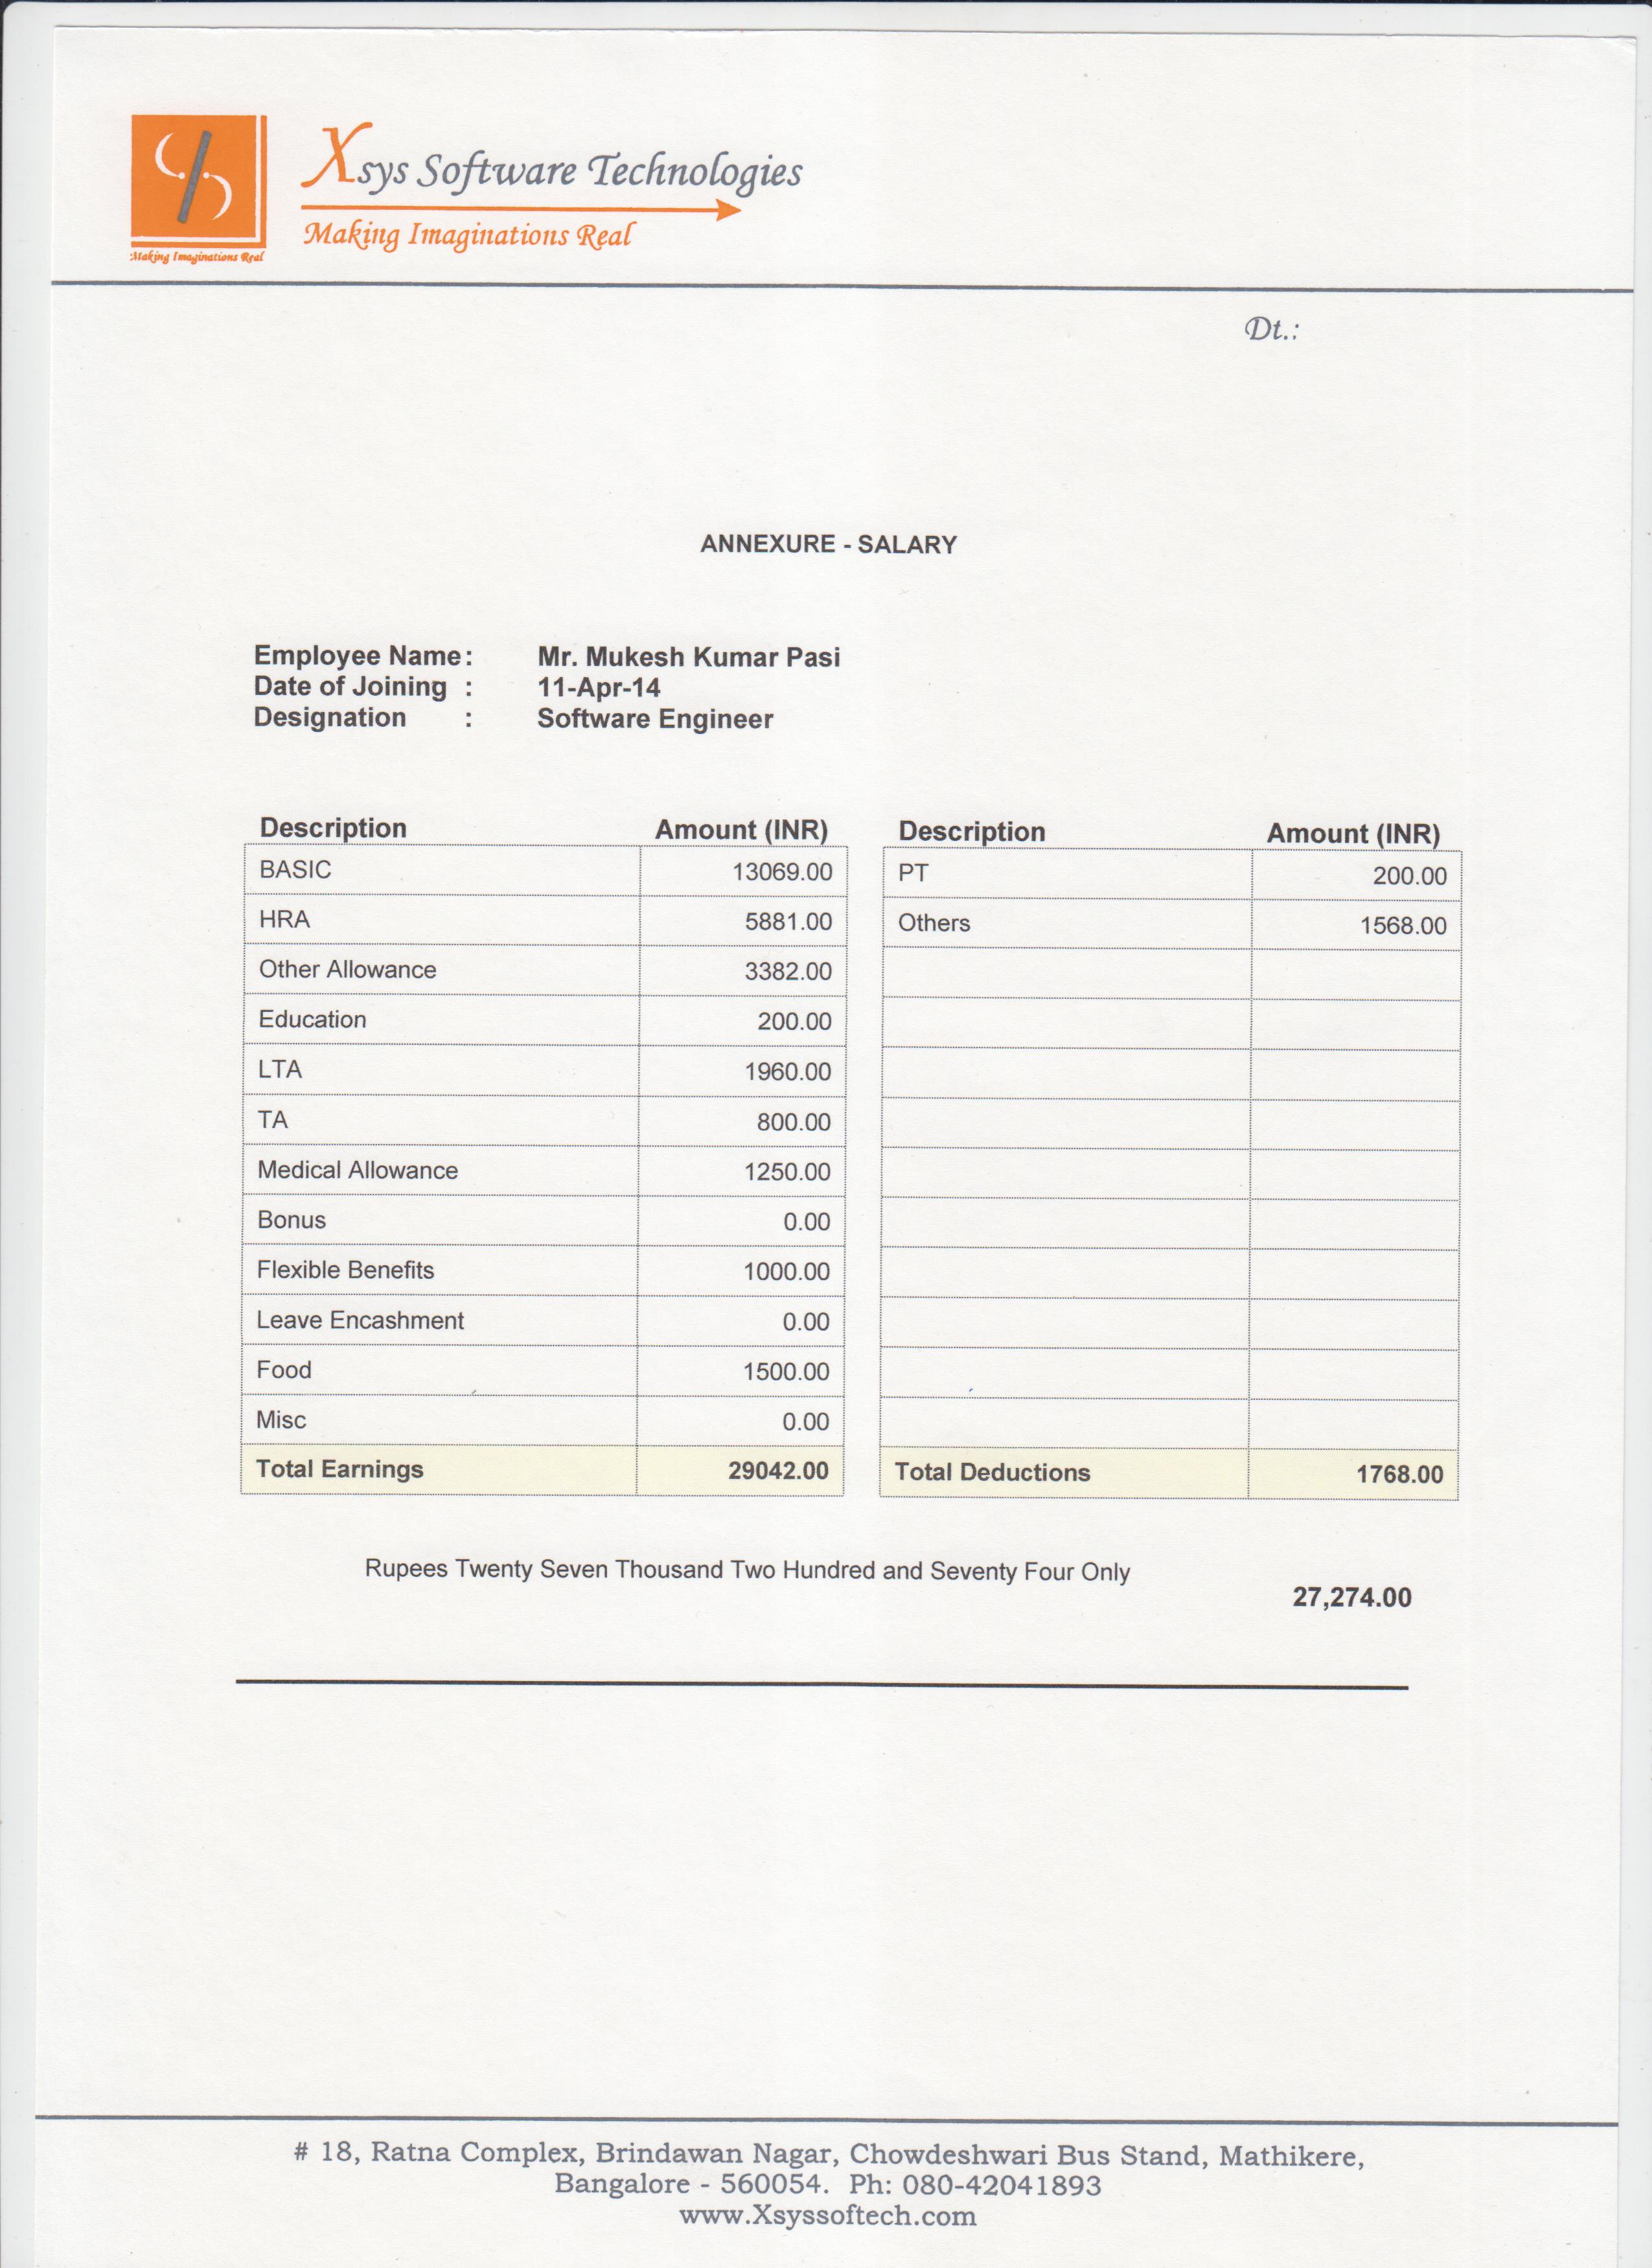 Xsys Software Technologies
Making Imaginations Real
Making Imaginations Real
Dt.:
ANNEXURE - SALARY
Employee Name : Mr. Mukesh Kumar Pasi
Date of Joining : 11-Apr-14
Designation : Software Engineer
Description Amount (INR) Description Amount (INR)
BASIC 13069.00 PT 200.00
HRA 5881.00 Others 1568.00
Other Allowance 3382.00
Education 200.00
LTA 1960.00
TA 800.00
Medical Allowance 1250.00
Bonus 0.00
Flexible Benefits 1000.00
Leave Encashment 0.00
Food 1500.00
Misc 0.00
Total Earnings 29042.00 Total Deductions 1768.00
Rupees Twenty Seven Thousand Two Hundred and Seventy Four Only
27,274.00
# 18, Ratna Complex, Brindawan Nagar, Chowdeshwari Bus Stand, Mathikere,
Bangalore - 560054. Ph: 080-42041893
www.Xsyssoftech.com